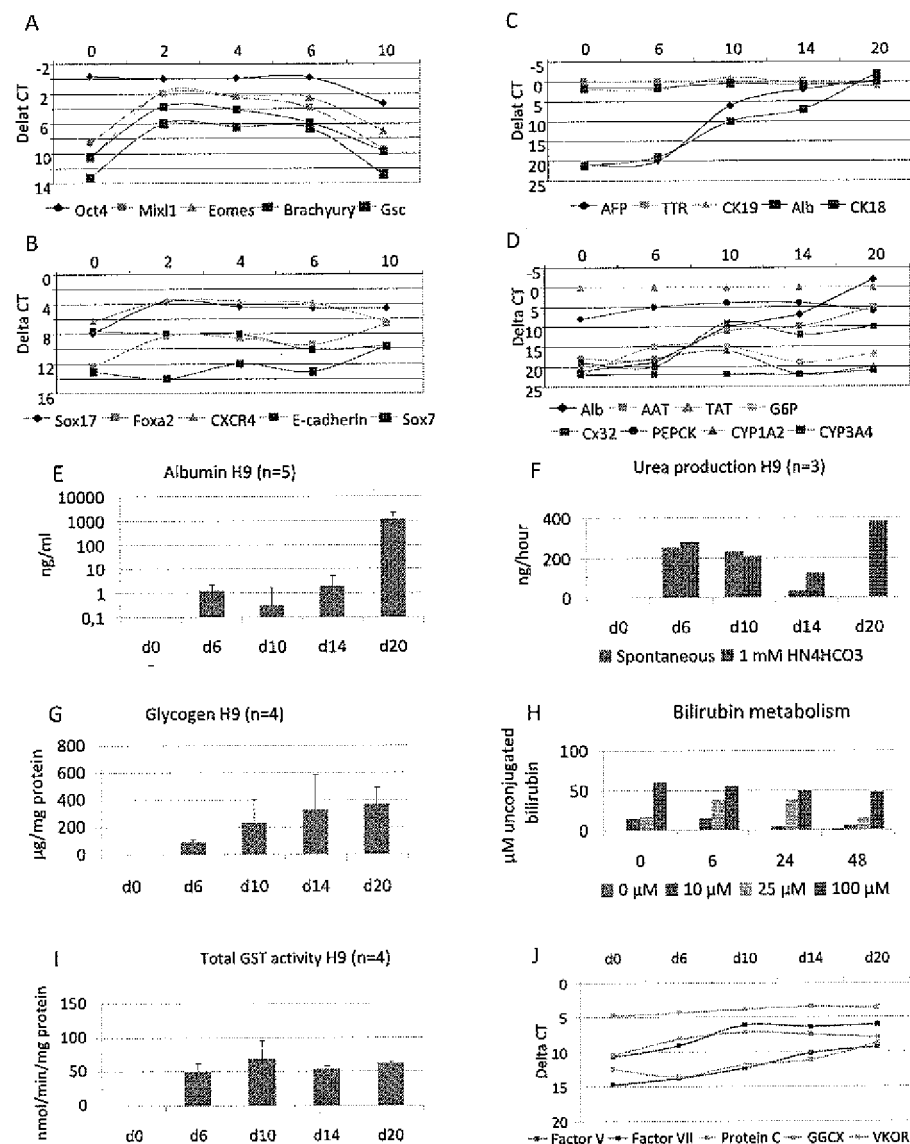 A
0 2 4 6 10
-2
2
6
10
14
Delat CT
Oct4 Mixl1 Eomes Brachyury Gsc
B
0 2 4 6 10
0
4
8
12
16
Delta CT
Sox17 Foxa2 CXCR4 E-cadherin Sox7
C
0 6 10 14 20
-5
0
5
10
15
20
25
Delat CT
AFP TTR CK19 Alb CK18
D
0 6 10 14 20
-5
0
5
10
15
20
25
Delta CT
Alb AAT TAT G6P
Cx32 PEPCK CYP1A2 CYP3A4
E
Albumin H9 (n=5)
10000
1000
100
10
1
0,1
ng/ml
d0 d6 d10 d14 d20
F
Urea production H9 (n=3)
400
200
0
ng/hour
d0 d6 d10 d14 d20
Spontaneous 1 mM HN4HCO3
G
Glycogen H9 (n=4)
800
600
400
200
0
µg/mg protein
d0 d6 d10 d14 d20
H
Bilirubin metabolism
100
50
0
µM unconjugated
bilirubin
0 6 24 48
0 µM 10 µM 25 µM 100 µM
I
Total GST activity H9 (n=4)
150
100
50
0
nmol/min/mg protein
d0 d6 d10 d14 d20
J
d0 d6 d10 d14 d20
0
5
10
15
20
Delta CT
Factor V Factor VII Protein C GGCX VKOR